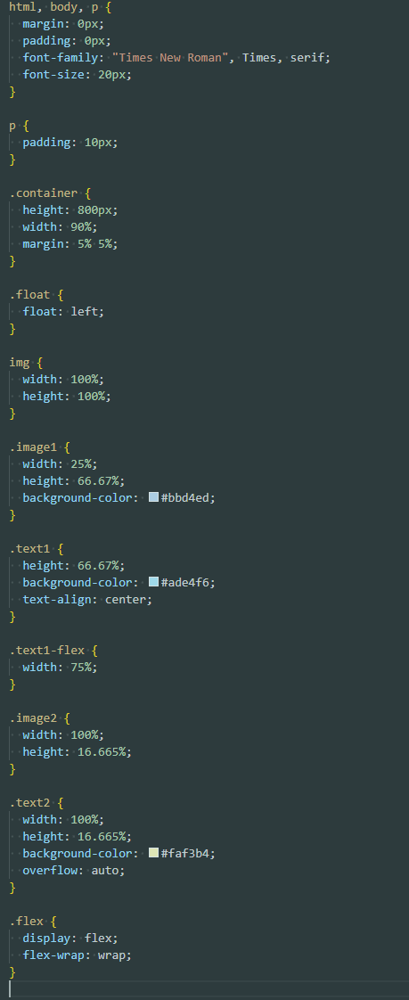 html, body, p {
  margin: 0px;
  padding: 0px;
  font-family: "Times New Roman", Times, serif;
  font-size: 20px;
}

p {
  padding: 10px;
}

.container {
  height: 800px;
  width: 90%;
  margin: 5% 5%;
}

.float {
  float: left;
}

img {
  width: 100%;
  height: 100%;
}

.image1 {
  width: 25%;
  height: 66.67%;
  background-color: #bbd4ed;
}

.text1 {
  height: 66.67%;
  background-color: #ade4f6;
  text-align: center;
}

.text1-flex {
  width: 75%;
}

.image2 {
  width: 100%;
  height: 16.665%;
}

.text2 {
  width: 100%;
  height: 16.665%;
  background-color: #faf3b4;
  overflow: auto;
}

.flex {
  display: flex;
  flex-wrap: wrap;
}